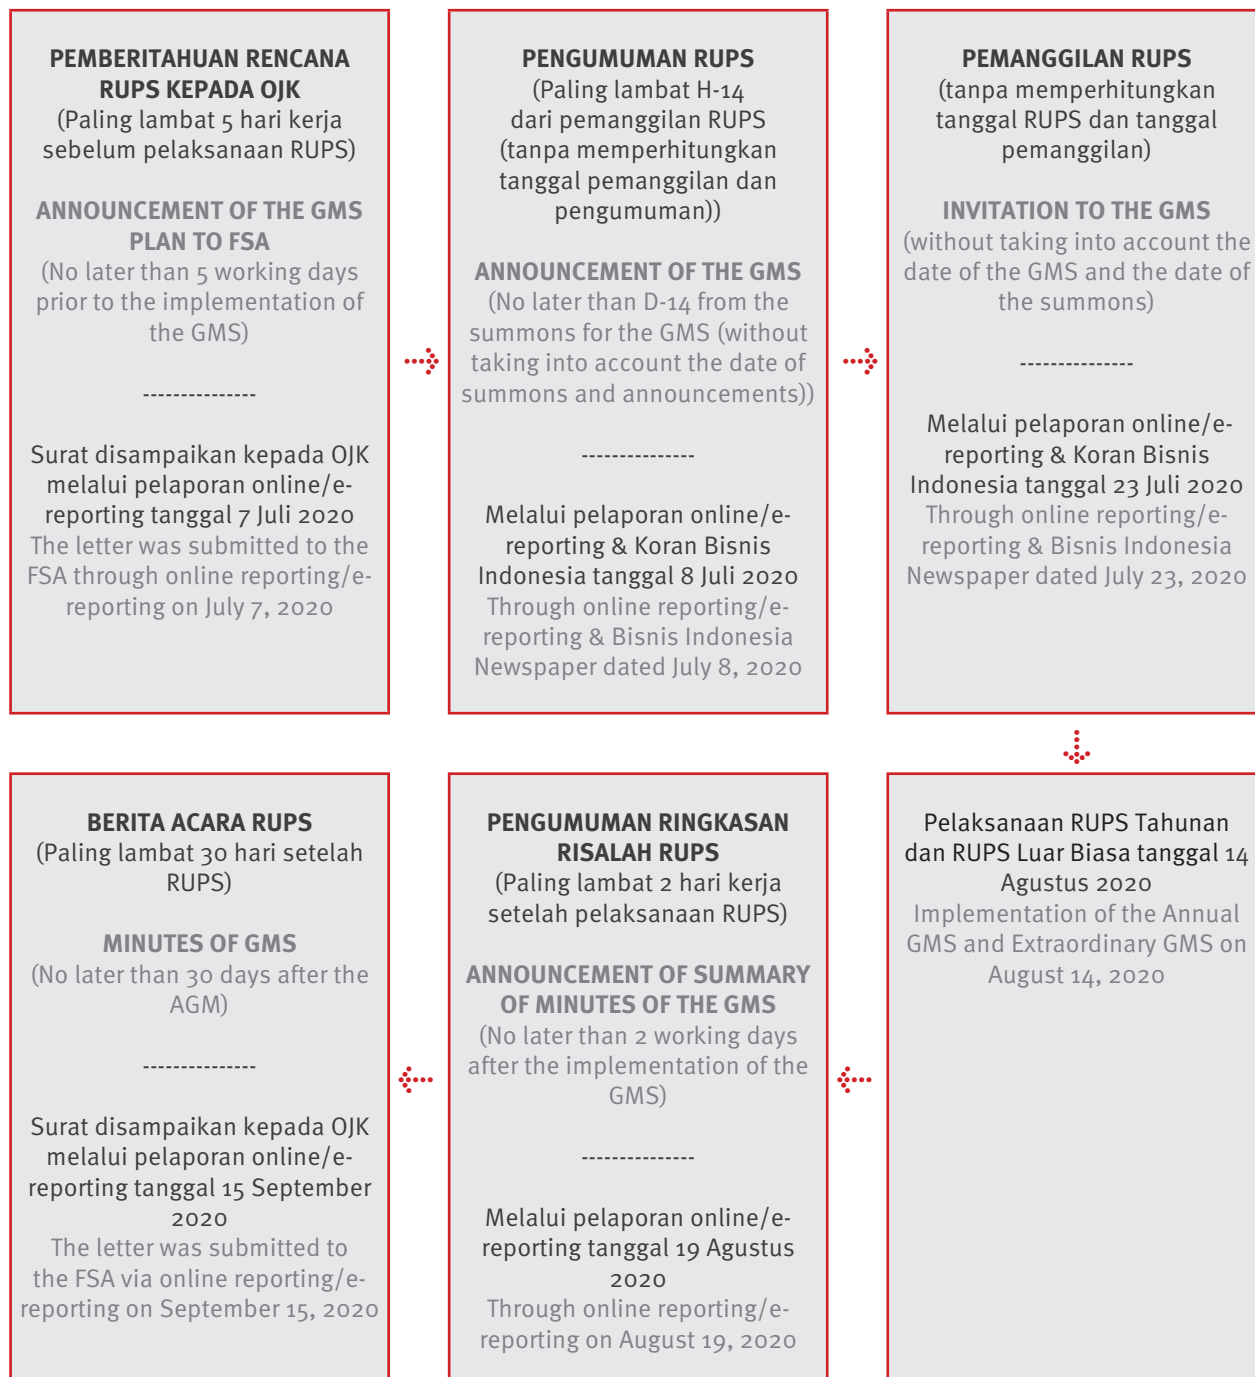 PEMBERITAHUAN RENCANA
RUPS KEPADA OJK
(Paling lambat 5 hari kerja
sebelum pelaksanaan RUPS)
ANNOUNCEMENT OF THE GMS
PLAN TO FSA
(No later than 5 working days
prior to the implementation of
the GMS)
---------------
Surat disampaikan kepada OJK
melalui pelaporan online/e-
reporting tanggal 7 Juli 2020
The letter was submitted to the
FSA through online reporting/e-
reporting on July 7, 2020
PENGUMUMAN RUPS
(Paling lambat H-14
dari pemanggilan RUPS
(tanpa memperhitungkan
tanggal pemanggilan dan
pengumuman))
ANNOUNCEMENT OF THE GMS
(No later than D-14 from the
summons for the GMS (without
taking into account the date of
summons and announcements))
---------------
Melalui pelaporan online/e-
reporting & Koran Bisnis
Indonesia tanggal 8 Juli 2020
Through online reporting/e-
reporting & Bisnis Indonesia
Newspaper dated July 8, 2020
PEMANGGILAN RUPS
(tanpa memperhitungkan
tanggal RUPS dan tanggal
pemanggilan)
INVITATION TO THE GMS
(without taking into account the
date of the GMS and the date of
the summons)
---------------
Melalui pelaporan online/e-
reporting & Koran Bisnis
Indonesia tanggal 23 Juli 2020
Through online reporting/e-
reporting & Bisnis Indonesia
Newspaper dated July 23, 2020
Pelaksanaan RUPS Tahunan
dan RUPS Luar Biasa tanggal 14
Agustus 2020
Implementation of the Annual
GMS and Extraordinary GMS on
August 14, 2020
PENGUMUMAN RINGKASAN
RISALAH RUPS
(Paling lambat 2 hari kerja
setelah pelaksanaan RUPS)
ANNOUNCEMENT OF SUMMARY
OF MINUTES OF THE GMS
(No later than 2 working days
after the implementation of the
GMS)
---------------
Melalui pelaporan online/e-
reporting tanggal 19 Agustus
2020
Through online reporting/e-
reporting on August 19, 2020
BERITA ACARA RUPS
(Paling lambat 30 hari setelah
RUPS)
MINUTES OF GMS
(No later than 30 days after the
AGM)
---------------
Surat disampaikan kepada OJK
melalui pelaporan online/e-
reporting tanggal 15 September
2020
The letter was submitted to
the FSA via online reporting/e-
reporting on September 15, 2020